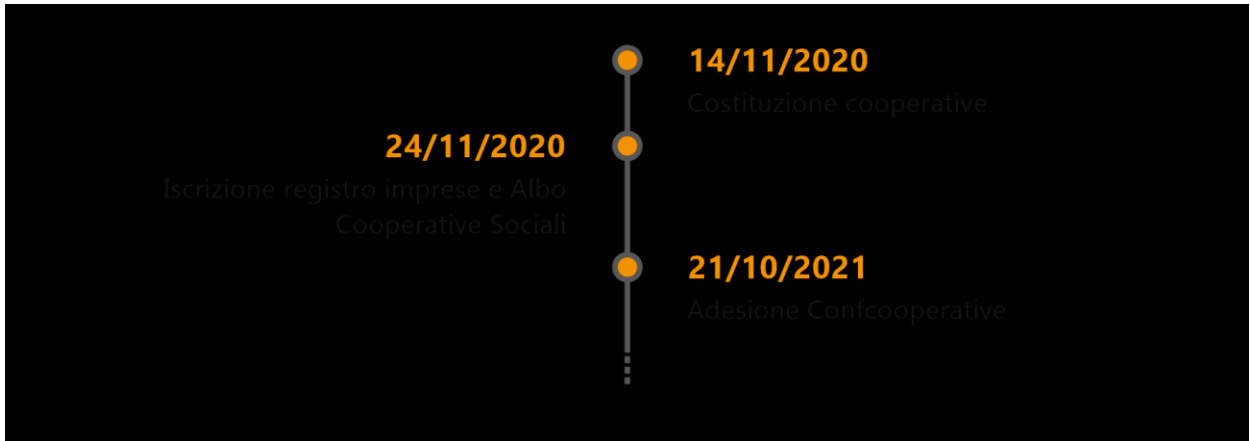 14/11/2020
Costituzione cooperative
24/11/2020
Iscrizione registro imprese e Albo
Cooperative Sociali
21/10/2021
Adesione Confcooperative